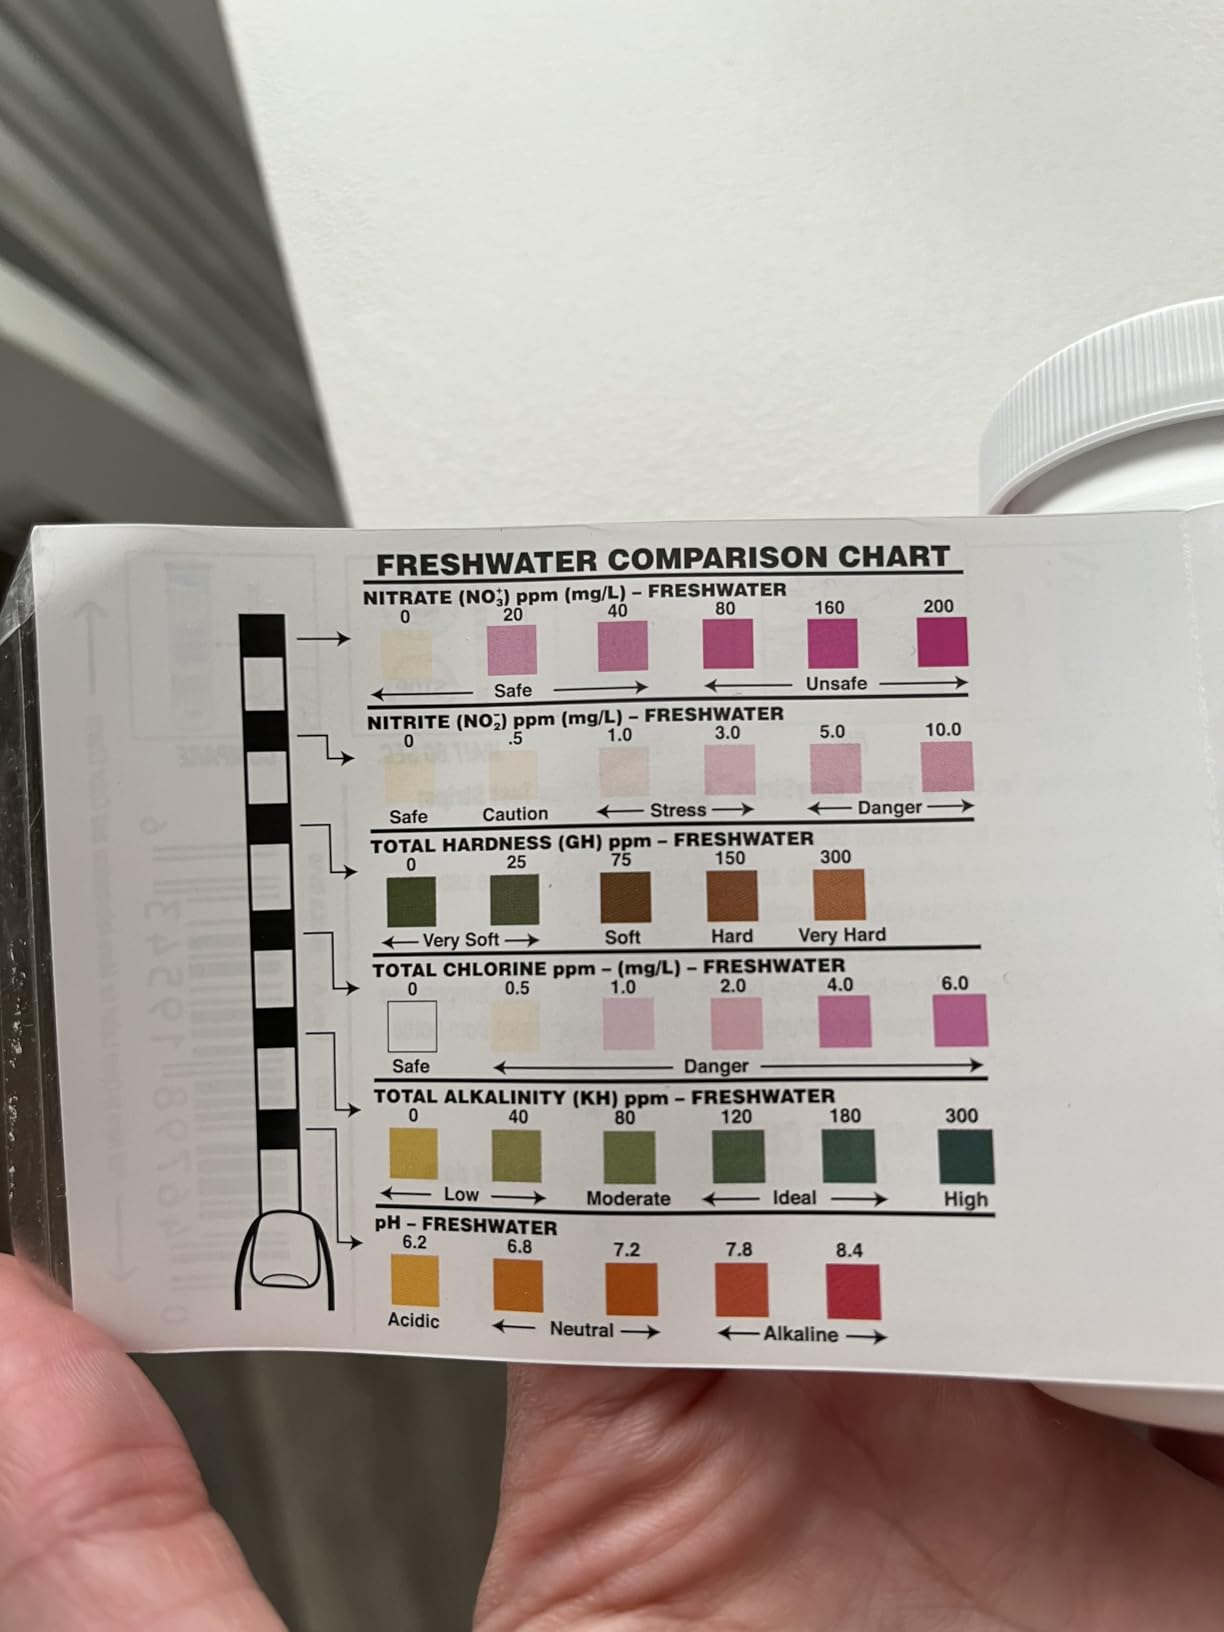 FRESHWATER COMPARISON CHART
NITRATE (NO₃⁺) ppm (mg/L) – FRESHWATER
0 20 40 80 160 200
Safe Unsafe
NITRITE (NO₂⁻) ppm (mg/L) – FRESHWATER
0 .5 1.0 3.0 5.0 10.0
Safe Caution Stress Danger
TOTAL HARDNESS (GH) ppm – FRESHWATER
0 25 75 150 300
Very Soft Soft Hard Very Hard
TOTAL CHLORINE ppm – (mg/L) – FRESHWATER
0 0.5 1.0 2.0 4.0 6.0
Safe Danger
TOTAL ALKALINITY (KH) ppm – FRESHWATER
0 40 80 120 180 300
Low Moderate Ideal High
pH – FRESHWATER
6.2 6.8 7.2 7.8 8.4
Acidic Neutral Alkaline